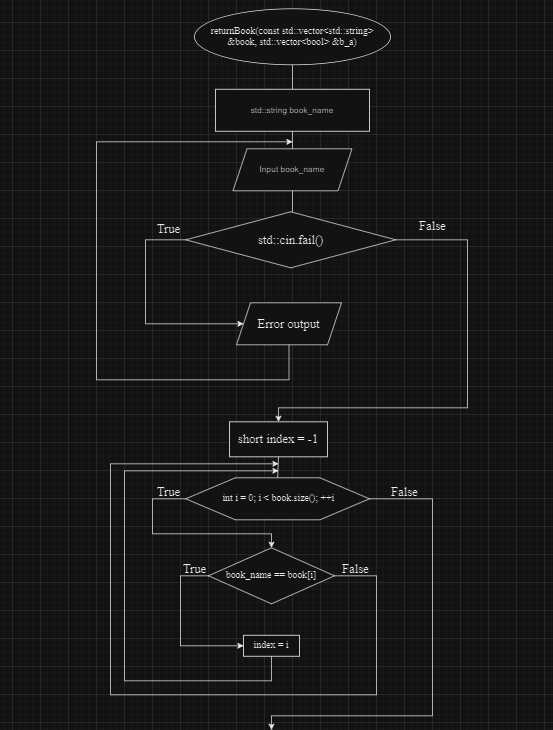 returnBook(const std::vector<std::string>
&book, std::vector<bool> &b_a)
std::string book_name
Input book_name
True
False
std::cin.fail()
Error output
short index = -1
True
False
int i = 0; i < book.size(); ++i
True
False
book_name == book[i]
index = i